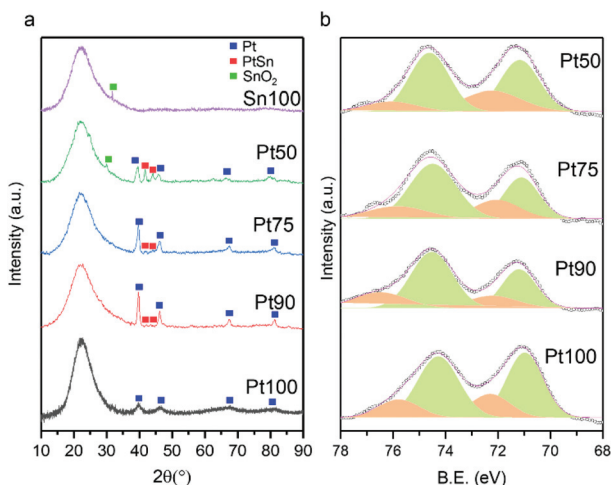 a
b
Pt
PtSn
SnO₂
Sn100
Pt50
Pt75
Pt90
Pt100
Intensity (a.u.)
10 20 30 40 50 60 70 80 90
2θ(°)
Pt50
Pt75
Pt90
Pt100
Intensity (a.u.)
78 76 74 72 70 68
B.E. (eV)